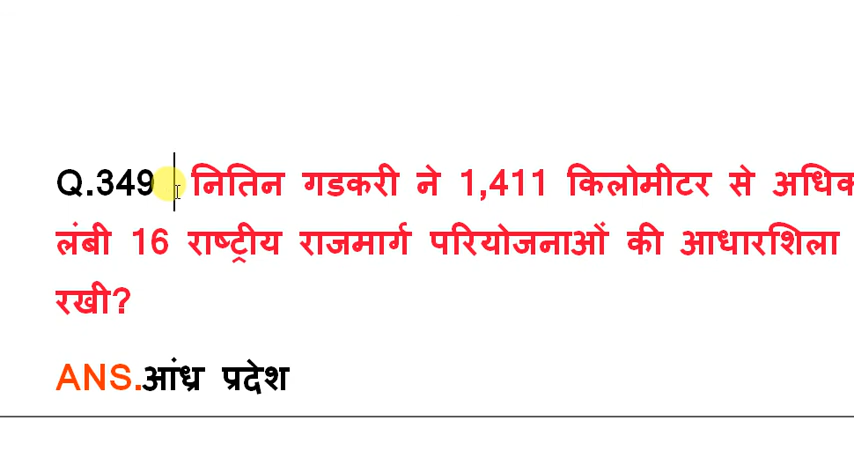 Q.349 नितिन गडकरी ने 1,411 किलोमीटर से अधिक
लंबी 16 राष्ट्रीय राजमार्ग परियोजनाओं की आधारशिला
रखी?
ANS.आंध्र प्रदेश